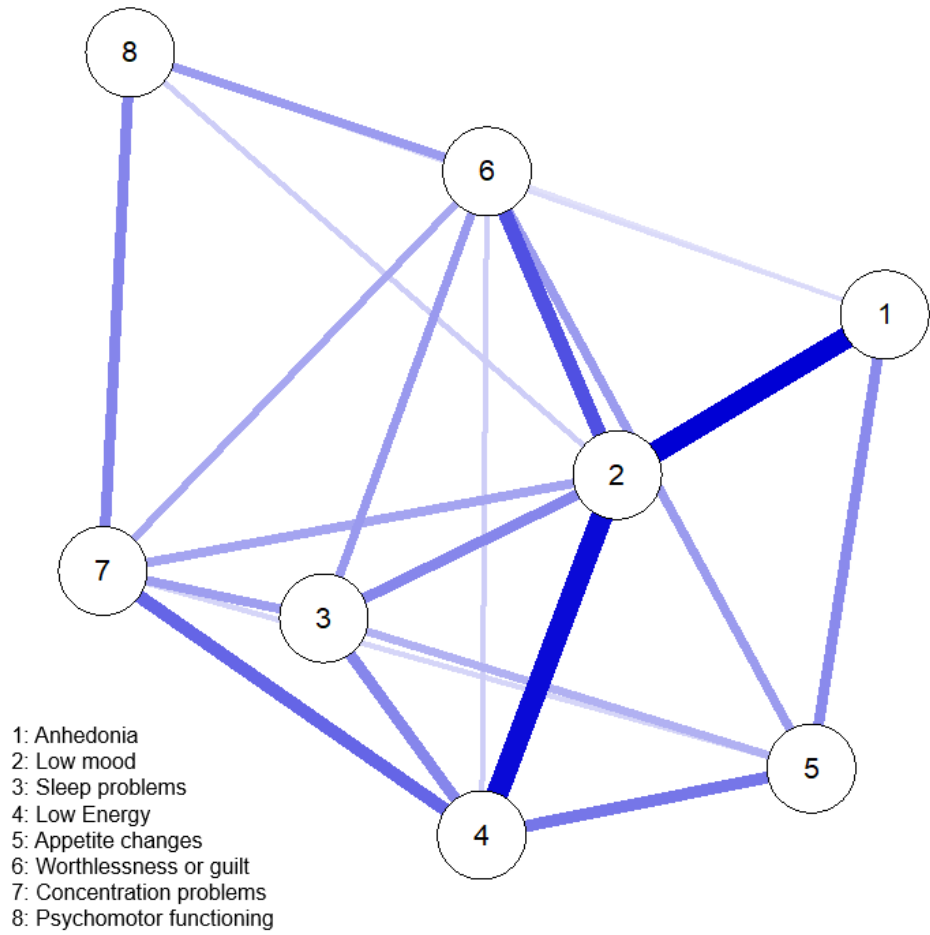 8
6
1
2
7
3
5
4
1: Anhedonia
2: Low mood
3: Sleep problems
4: Low Energy
5: Appetite changes
6: Worthlessness or guilt
7: Concentration problems
8: Psychomotor functioning